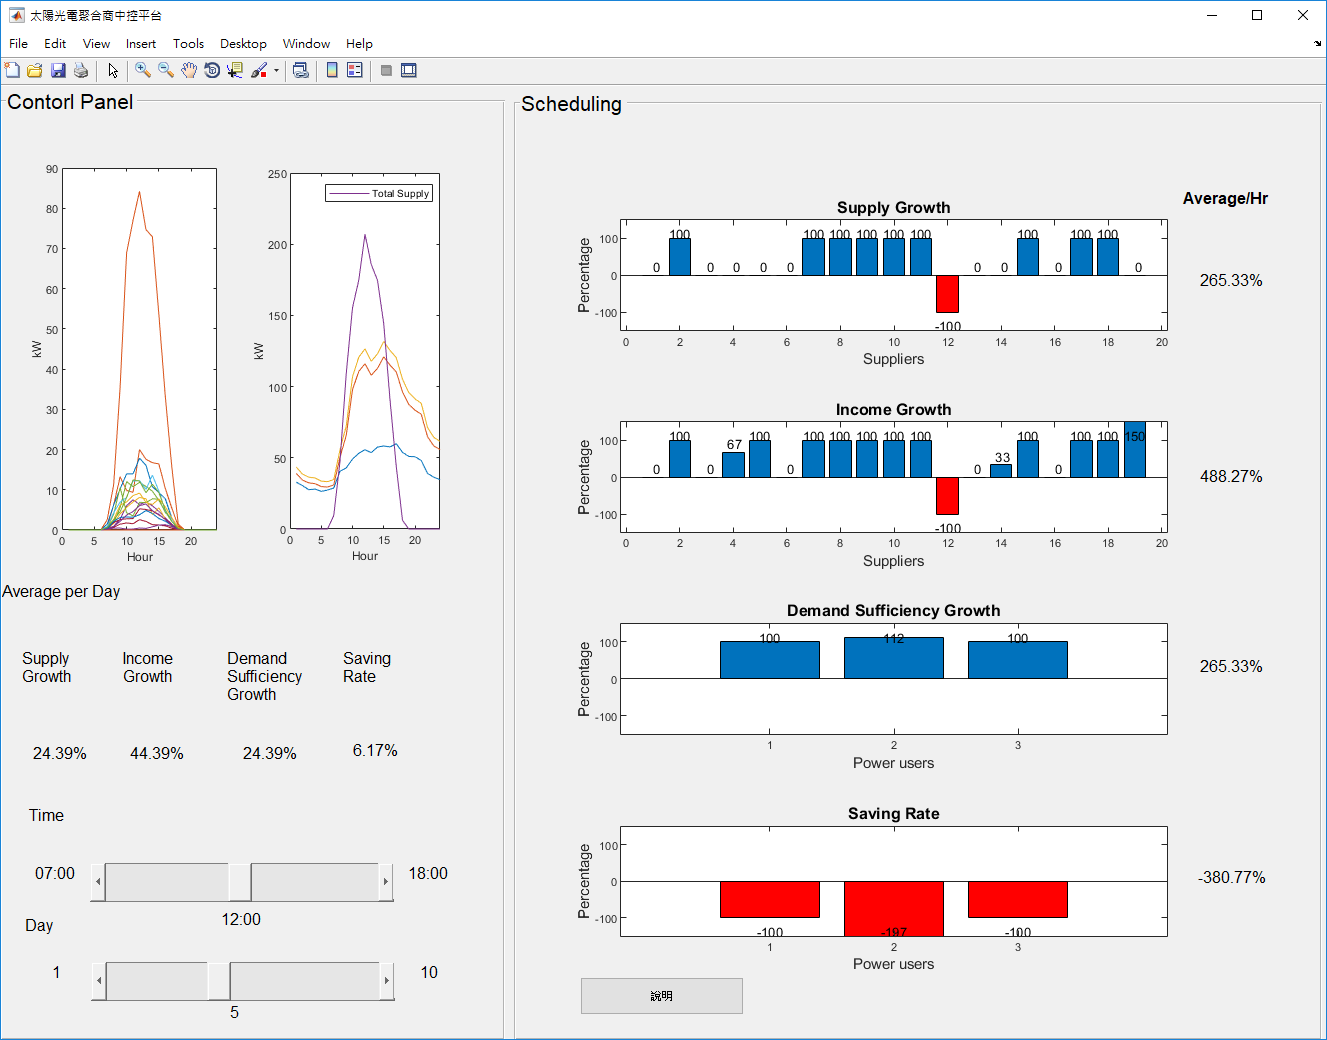 太陽光電聚合商中控平台
File Edit View Insert Tools Desktop Window Help
Contorl Panel
90
80
70
60
50
40
30
20
10
0
kW
0 5 10 15 20
Hour
250
200
150
100
50
0
kW
Total Supply
0 5 10 15 20
Hour
Average per Day
Supply Growth
Income Growth
Demand Sufficiency Growth
Saving Rate
24.39% 44.39% 24.39% 6.17%
Time
07:00 18:00
12:00
Day
1 10
5
Scheduling
Average/Hr
Supply Growth
Percentage
100
0
-100
0 100 0 0 0 0 100 100 100 100 100 -100 0 0 100 0 100 100 0
0 2 4 6 8 10 12 14 16 18 20
Suppliers
265.33%
Income Growth
Percentage
100
0
-100
0 100 0 67 100 0 100 100 100 100 100 -100 0 33 100 0 100 100 150
0 2 4 6 8 10 12 14 16 18 20
Suppliers
488.27%
Demand Sufficiency Growth
Percentage
100
0
-100
100 112 100
1 2 3
Power users
265.33%
Saving Rate
Percentage
100
0
-100
-100 -197 -100
1 2 3
Power users
-380.77%
說明